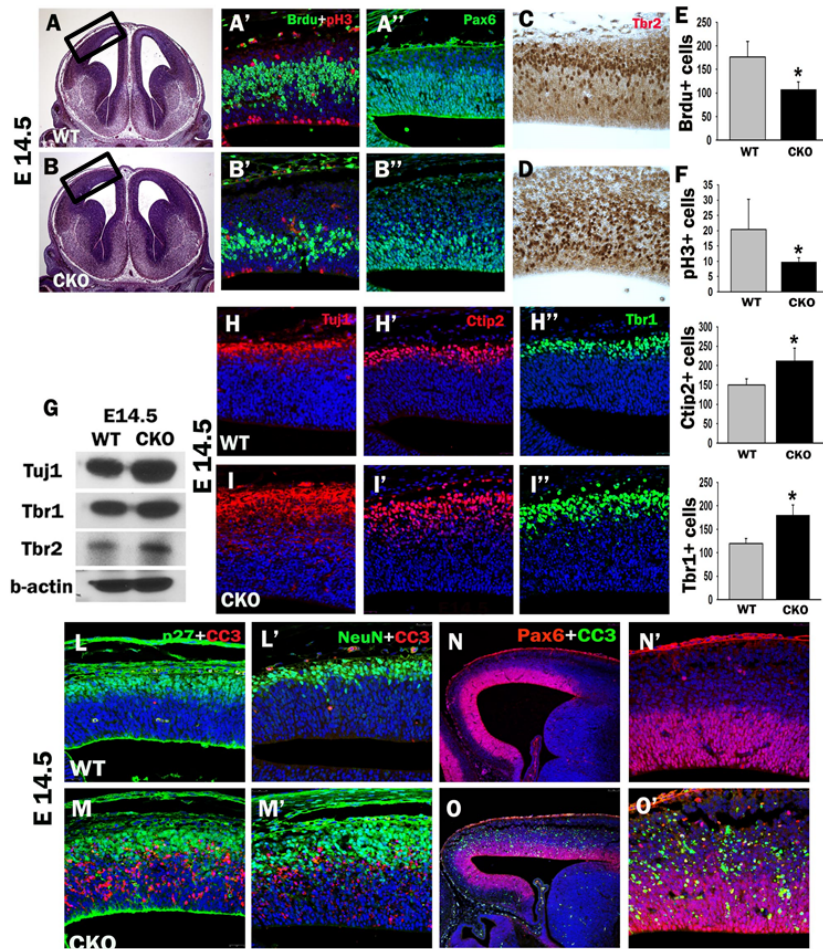 A
A’
Brdu+pH3
A’’
Pax6
C
Tbr2
E
Brdu+ cells
250
200
150
100
50
0
*
WT
CKO
WT
E 14.5
B
B’
B’’
D
F
pH3+ cells
35
30
25
20
15
10
5
0
*
WT
CKO
CKO
H
Tuj1
H’
Ctip2
H’’
Tbr1
Ctip2+ cells
300
250
200
150
100
50
0
*
WT
CKO
WT
E 14.5
G
E14.5
WT CKO
Tuj1
Tbr1
Tbr2
b-actin
I
I’
I’’
CKO
Tbr1+ cells
250
200
150
100
50
0
*
WT
CKO
L
p27+CC3
L’
NeuN+CC3
N
Pax6+CC3
N’
WT
E 14.5
M
M’
O
O’
CKO